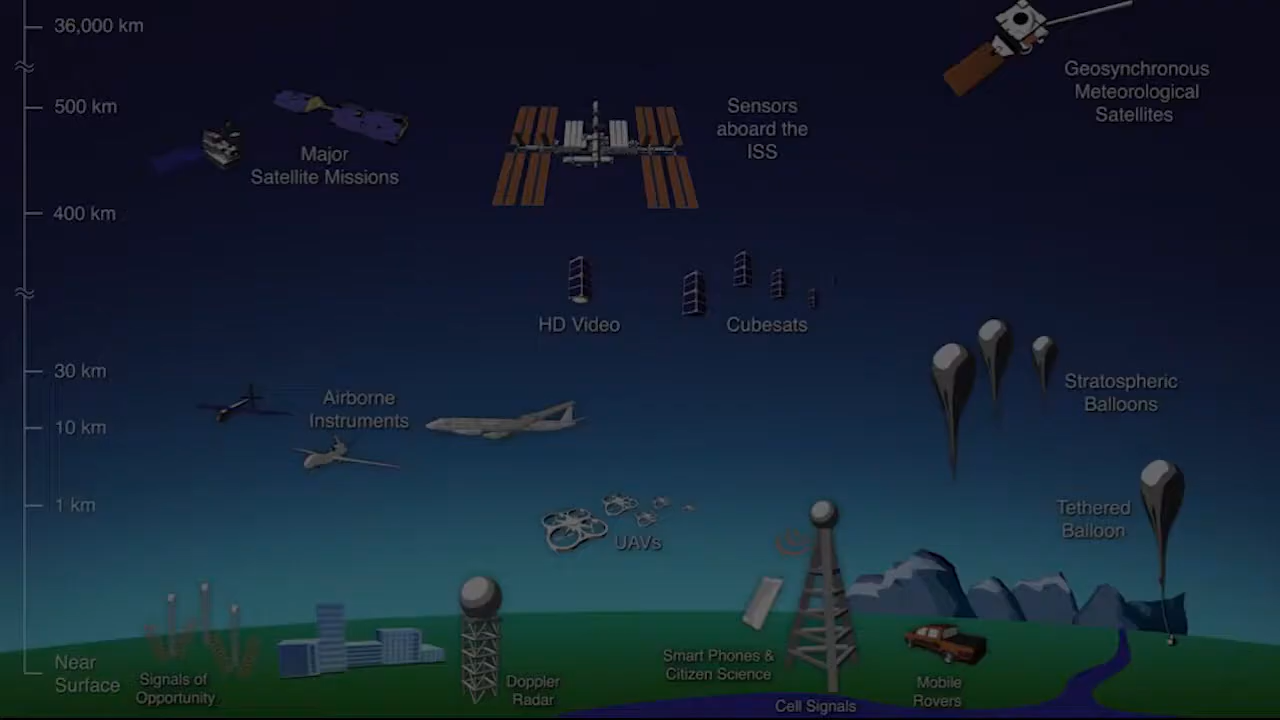 36,000 km
500 km
400 km
30 km
10 km
1 km
Near
Surface
Geosynchronous
Meteorological
Satellites
Major
Satellite Missions
Sensors
aboard the
ISS
HD Video
Cubesats
Airborne
Instruments
Stratospheric
Balloons
UAVs
Tethered
Balloon
Signals of
Opportunity
Doppler
Radar
Smart Phones &
Citizen Science
Cell Signals
Mobile
Rovers